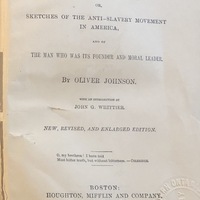 OR,
SKETCHES OF THE ANTI-SLAVERY MOVEMENT
IN AMERICA,
AND OF
THE MAN WHO WAS ITS FOUNDER AND MORAL LEADER.
BY OLIVER JOHNSON.
WITH AN INTRODUCTION BY
JOHN G. WHITTIER.
NEW, REVISED, AND ENLARGED EDITION.
BOSTON:
HOUGHTON, MIFFLIN AND COMPANY.